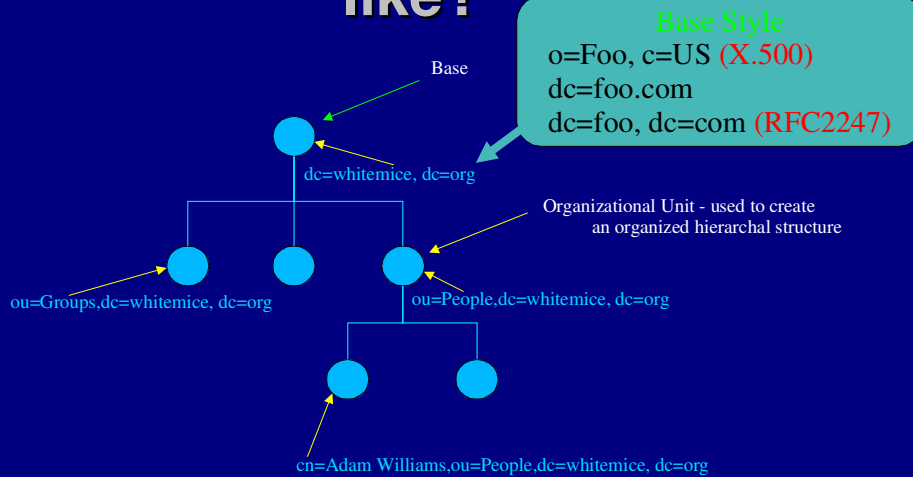 like?
Base Style
o=Foo, c=US (X.500)
dc=foo.com
dc=foo, dc=com (RFC2247)
Base
dc=whitemice, dc=org
Organizational Unit - used to create
an organized hierarchal structure
ou=Groups,dc=whitemice, dc=org
ou=People,dc=whitemice, dc=org
cn=Adam Williams,ou=People,dc=whitemice, dc=org